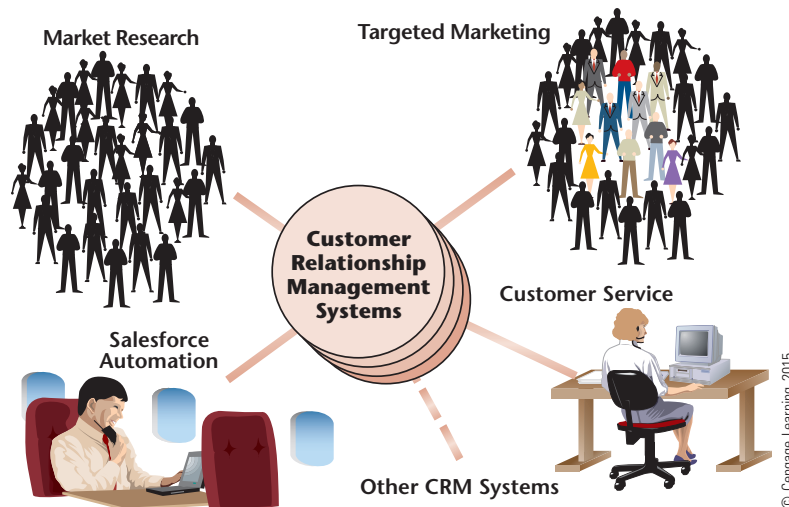 Market Research
Targeted Marketing
Customer
Relationship
Management
Systems
Customer Service
Salesforce
Automation
Other CRM Systems
© Cengage Learning 2015